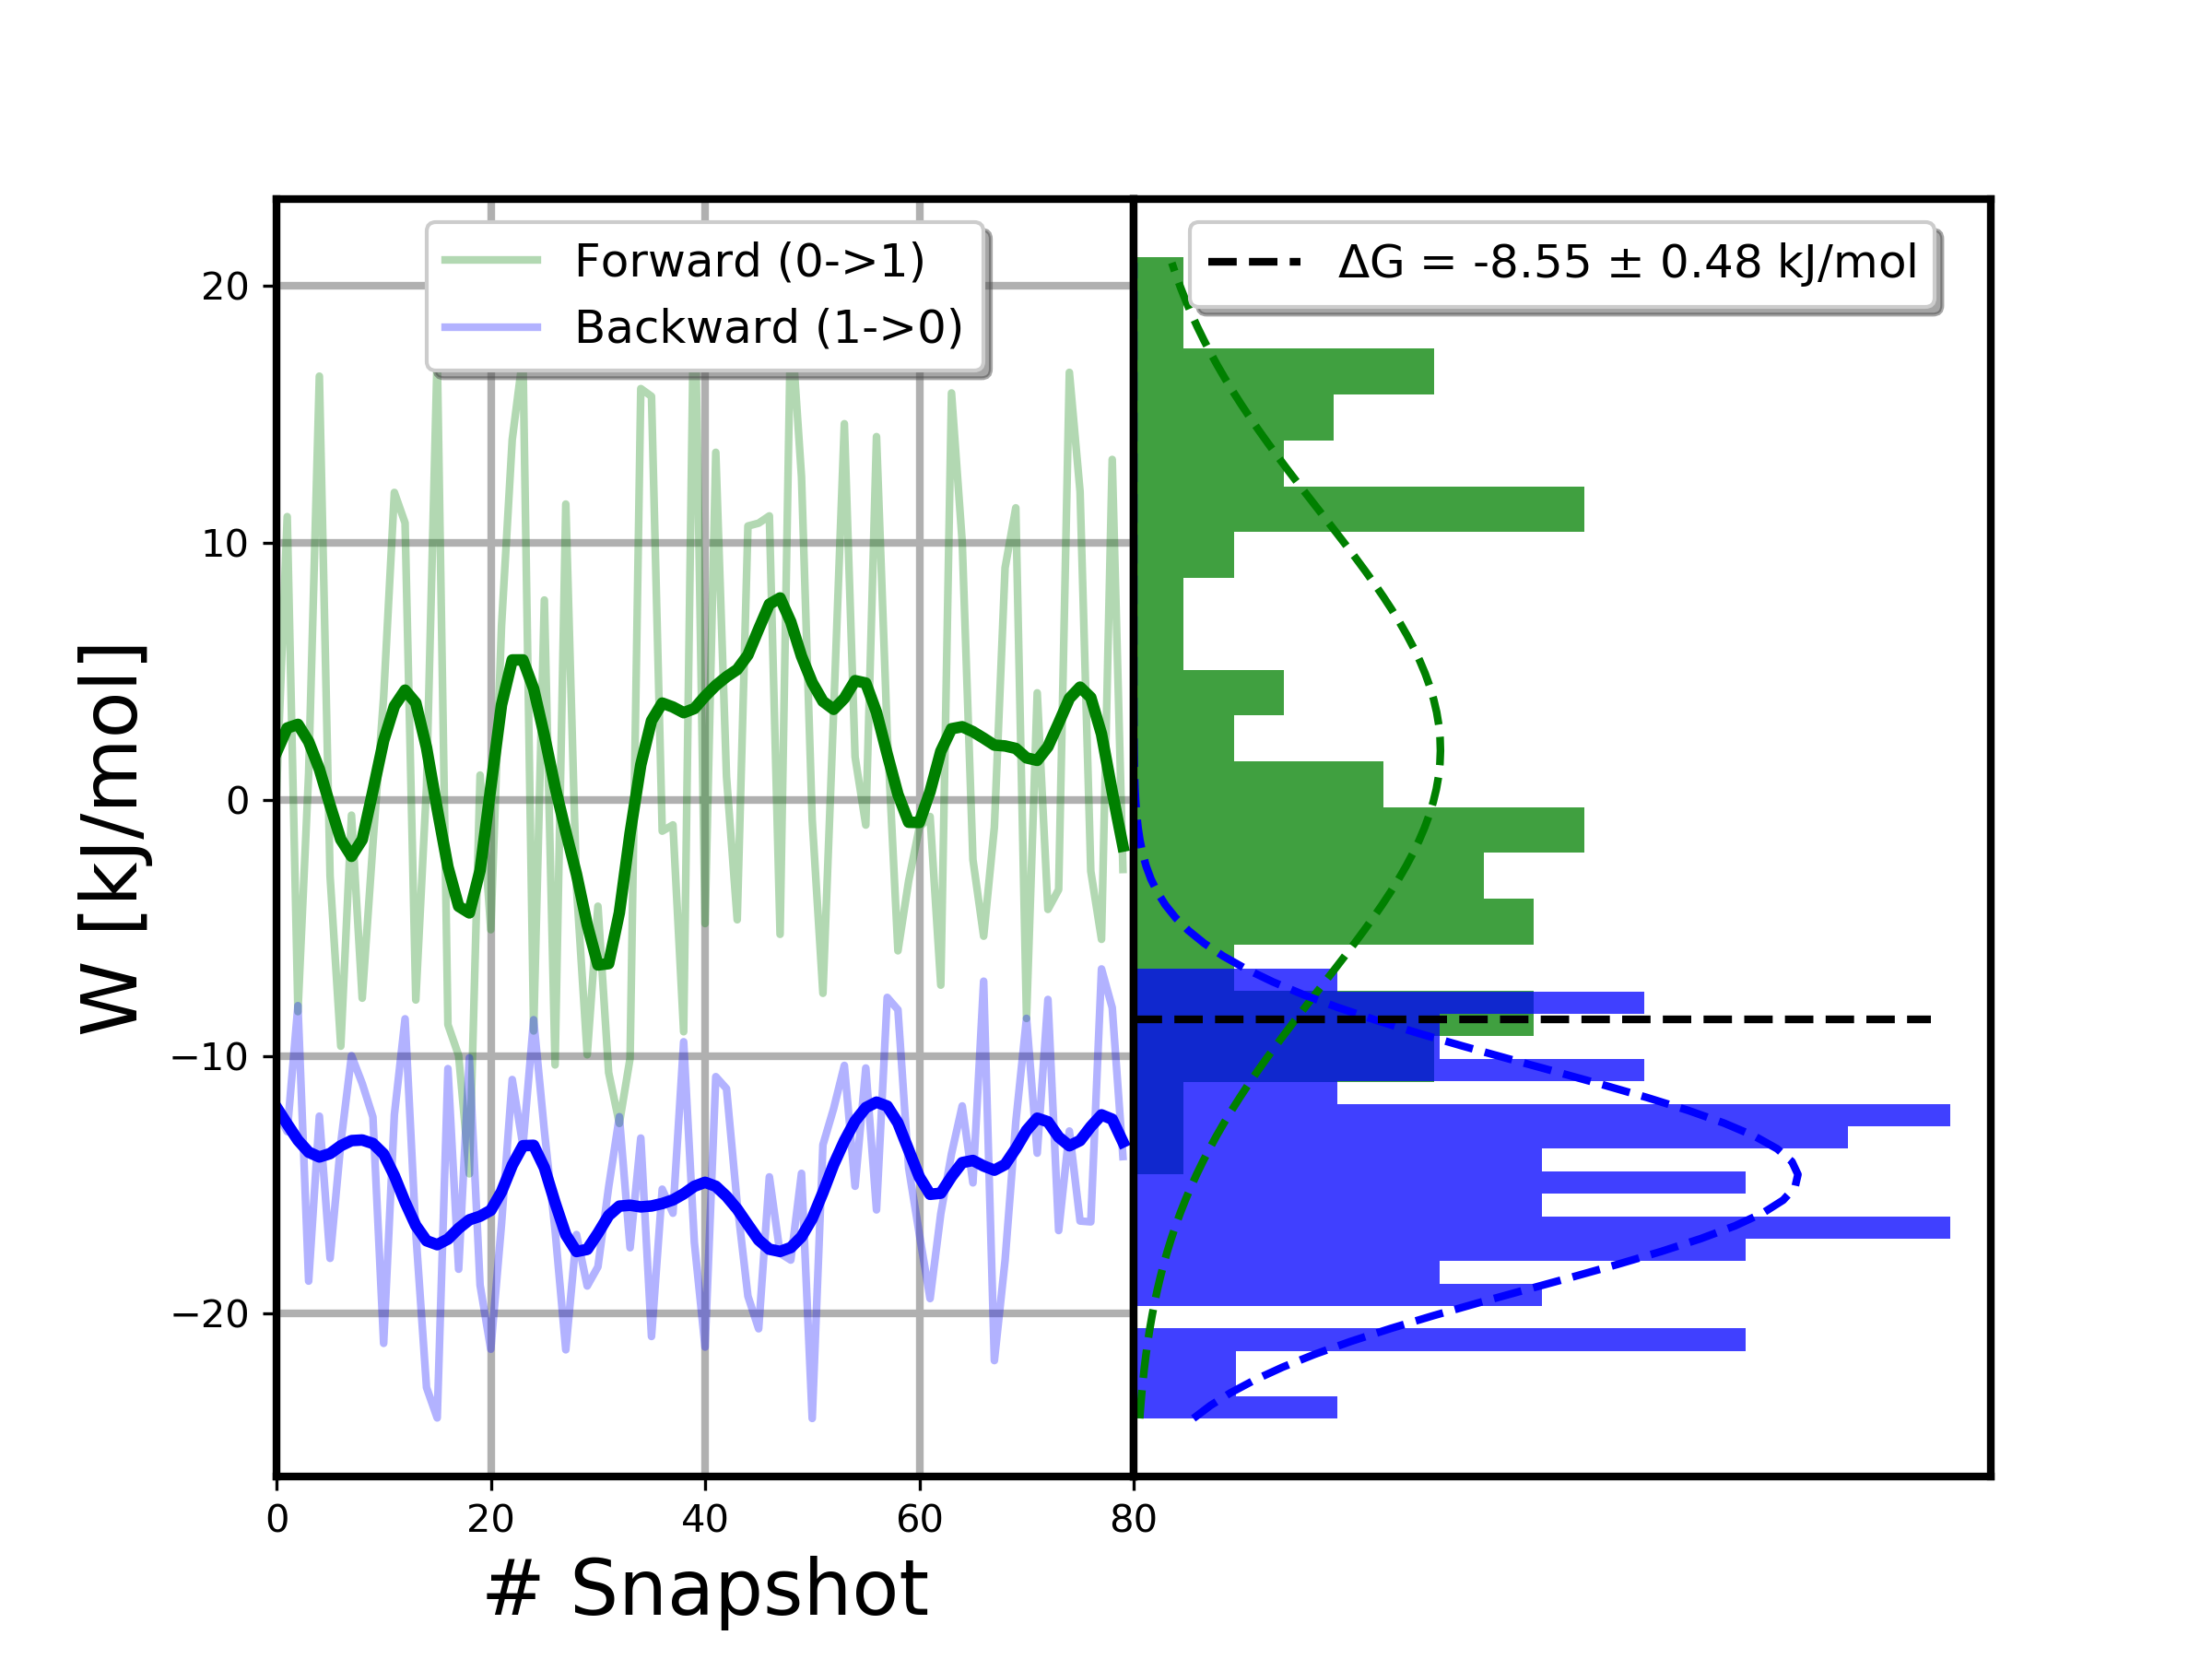 Forward (0->1)
Backward (1->0)
ΔG = -8.55 ± 0.48 kJ/mol
W [kJ/mol]
20
10
0
−10
−20
0 20 40 60 80
# Snapshot